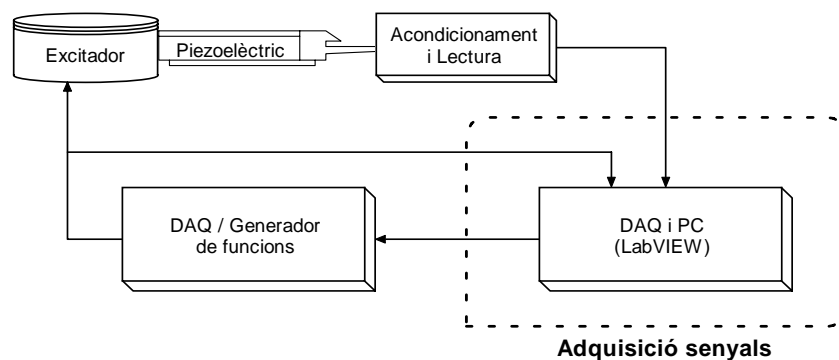 Excitador
Piezoelèctric
Acondicionament
i Lectura
DAQ / Generador
de funcions
DAQ i PC
(LabVIEW)
Adquisició senyals